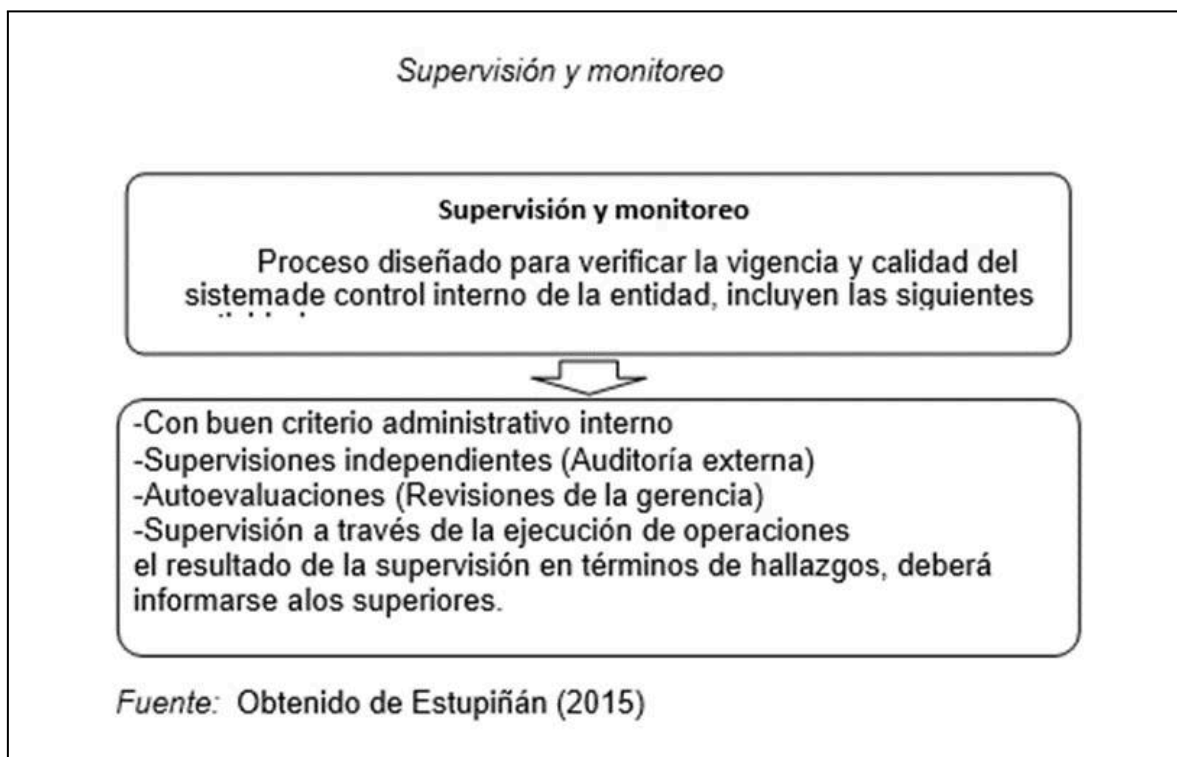 Supervisión y monitoreo
Supervisión y monitoreo
Proceso diseñado para verificar la vigencia y calidad del
sistemade control interno de la entidad, incluyen las siguientes
-Con buen criterio administrativo interno
-Supervisiones independientes (Auditoría externa)
-Autoevaluaciones (Revisiones de la gerencia)
-Supervisión a través de la ejecución de operaciones
el resultado de la supervisión en términos de hallazgos, deberá
informarse alos superiores.
Fuente: Obtenido de Estupiñán (2015)